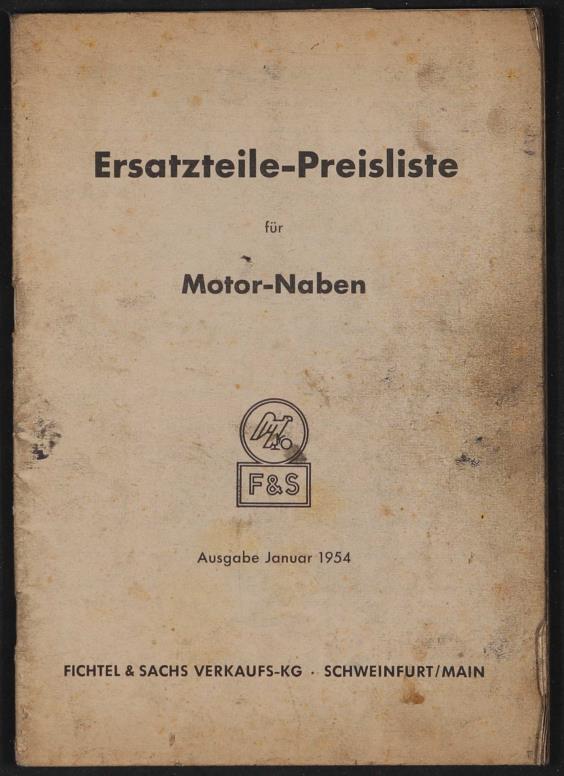 Ersatzteile-Preisliste
für
Motor-Naben
F&S
Ausgabe Januar 1954
FICHTEL & SACHS VERKAUFS-KG · SCHWEINFURT/MAIN